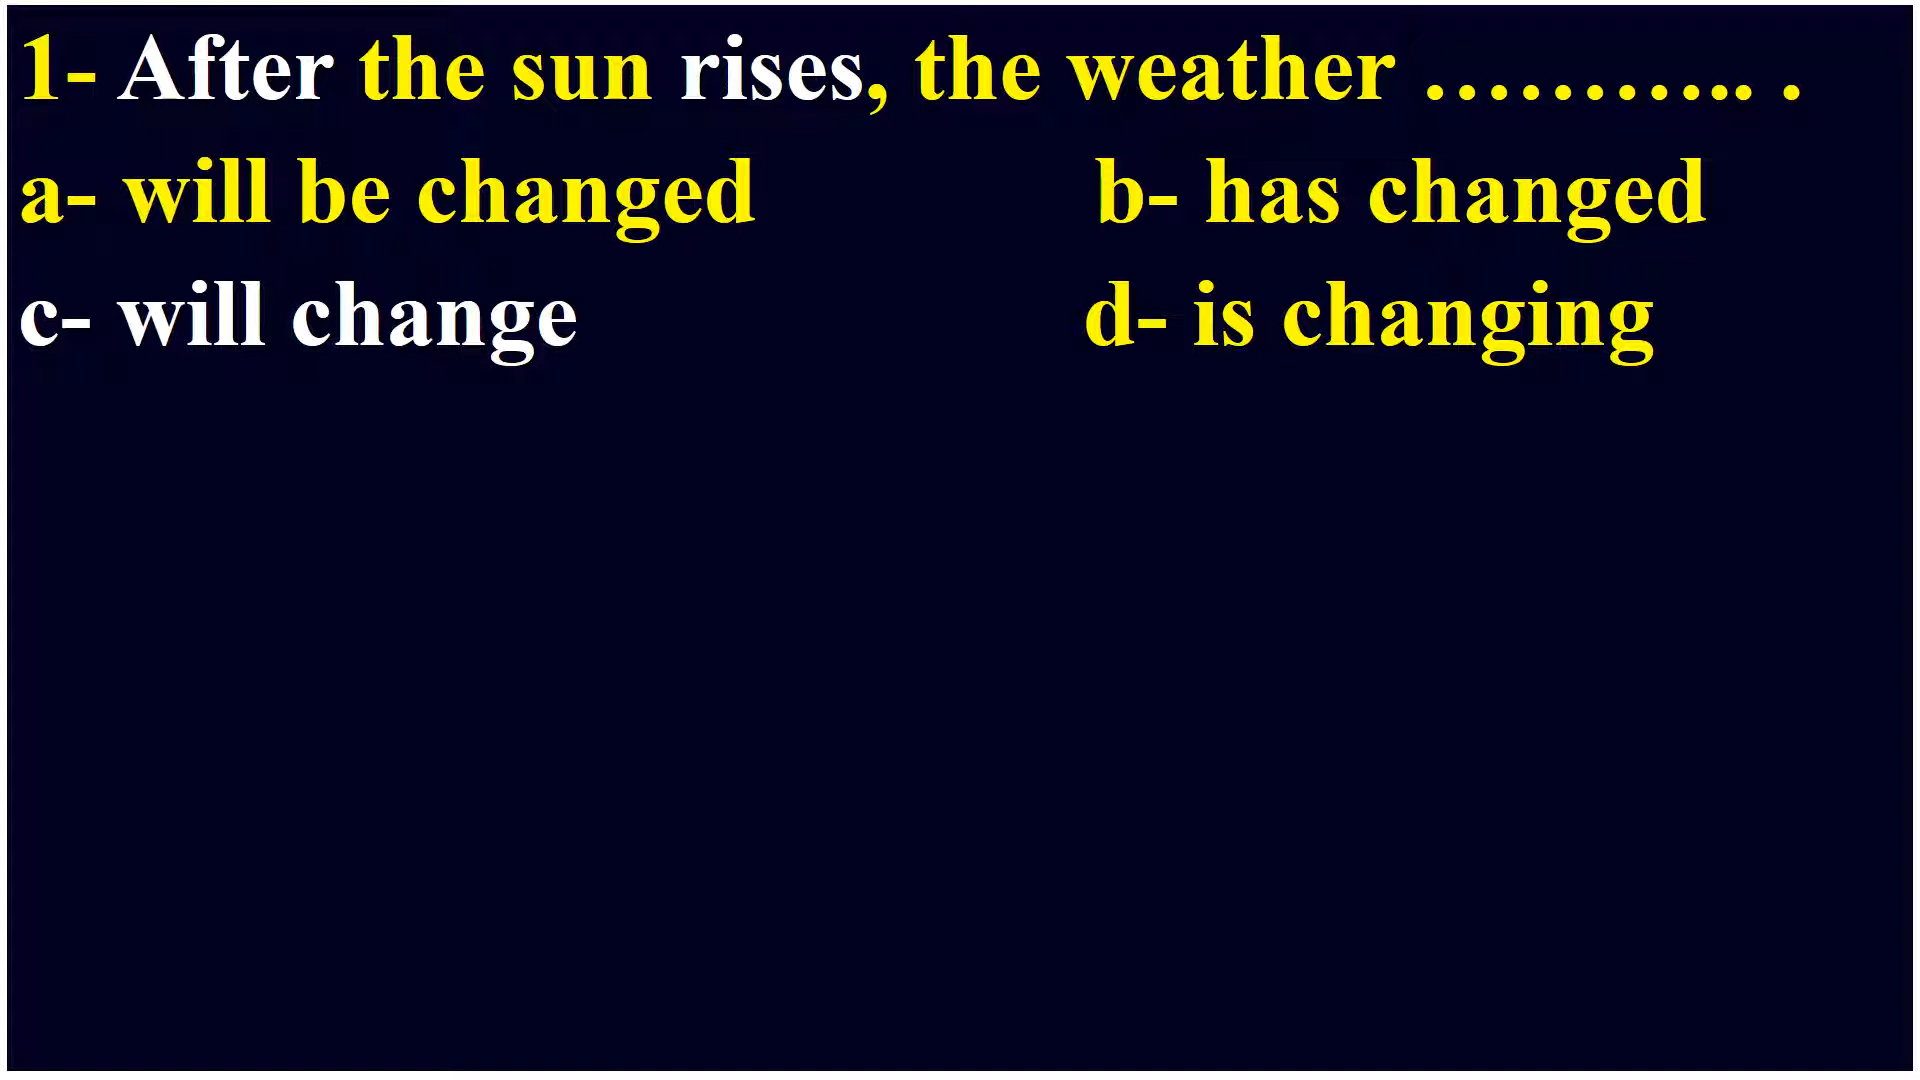 1- After the sun rises, the weather ……….. .
a- will be changed b- has changed
c- will change d- is changing